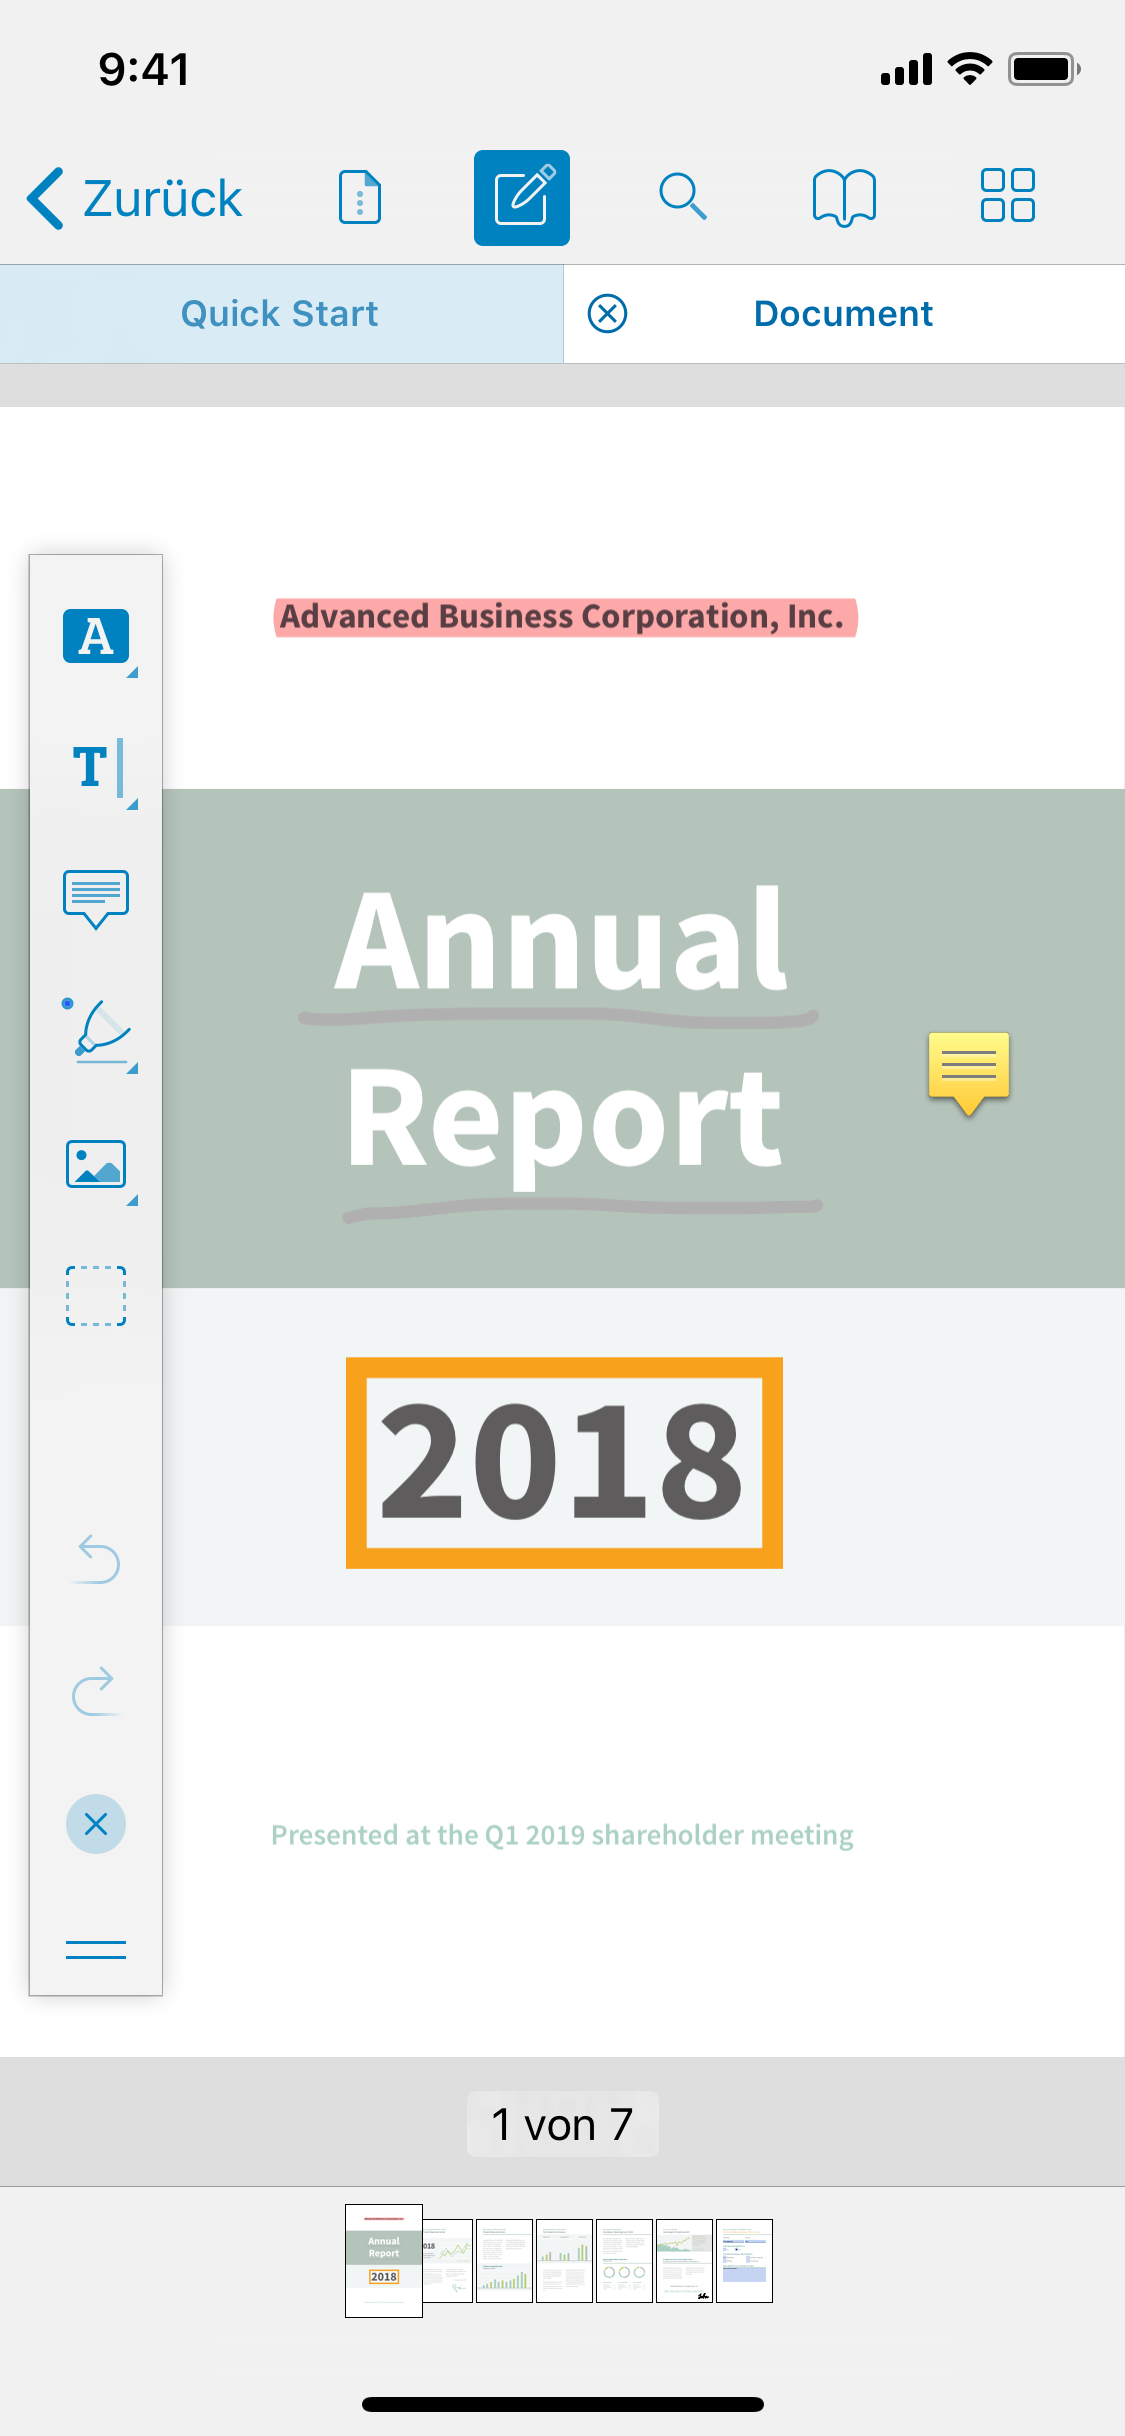 9:41
Zurück
Quick Start
Document
Advanced Business Corporation, Inc.
A
T
Annual
Report
2018
Presented at the Q1 2019 shareholder meeting
1 von 7
Annual
Report
2018